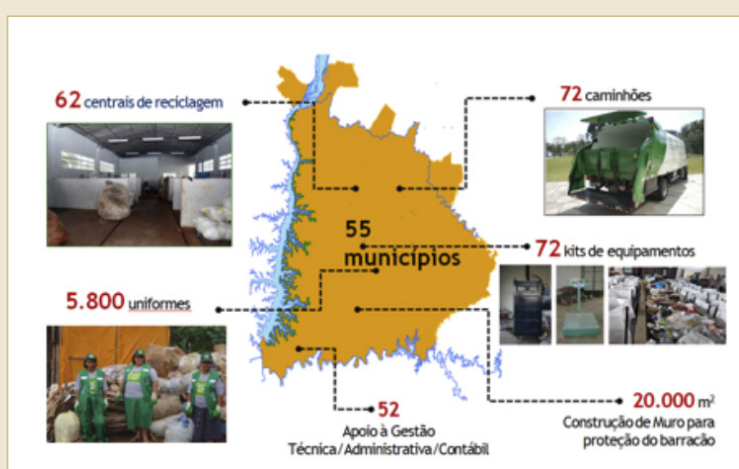 62 centrais de reciclagem
72 caminhões
55
municípios
72 kits de equipamentos
5.800 uniformes
52
Apoio à Gestão
Técnica/Administrativa/Contábil
20.000 m²
Construção de Muro para
proteção do barracão